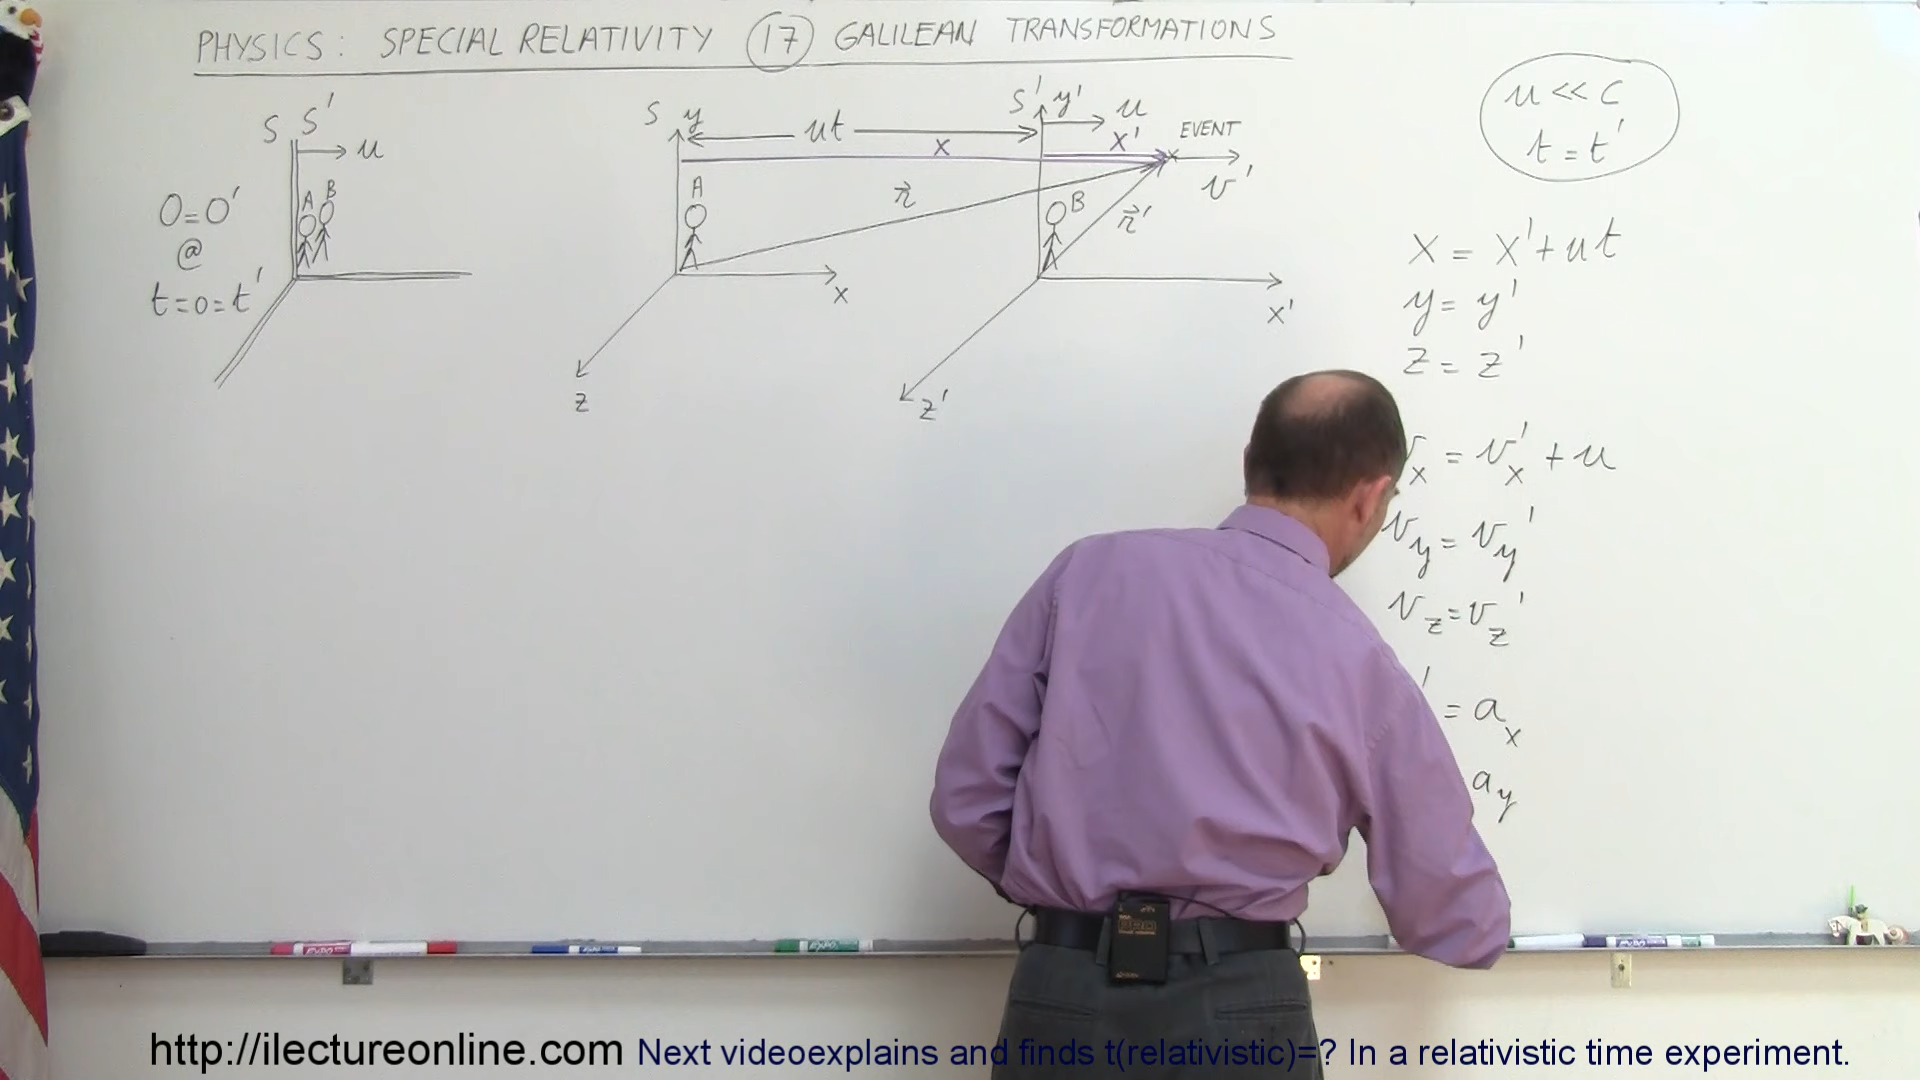 PHYSICS: SPECIAL RELATIVITY 17 GALILEAN TRANSFORMATIONS
S S'
u
O=O'
@
t=o=t'
A B
S y
ut
x
A
r⃗
x
z
S' y' u
x' EVENT
v'
B
r⃗'
x'
z'
u << c
t = t'
x = x' + ut
y = y'
z = z'
x = v'x + u
vy = vy'
vz = vz'
' = ax
ay
EXPO
http://ilectureonline.com Next videoexplains and finds t(relativistic)=? In a relativistic time experiment.